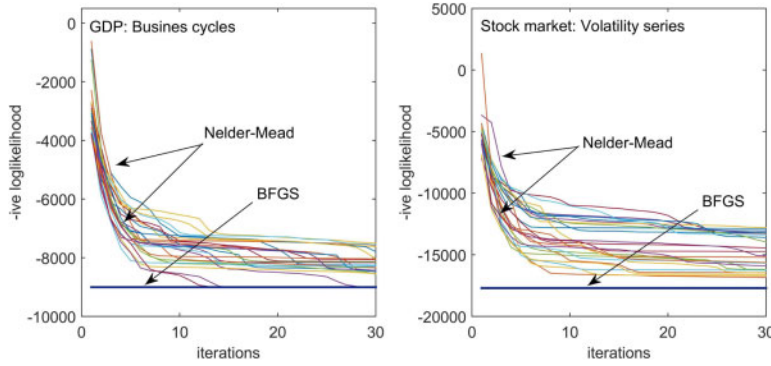 GDP: Busines cycles
0
-2000
-4000
-6000
-8000
-10000
-ive loglikelihood
Nelder-Mead
BFGS
0 10 20 30
iterations
Stock market: Volatility series
5000
0
-5000
-10000
-15000
-20000
-ive loglikelihood
Nelder-Mead
BFGS
0 10 20 30
iterations